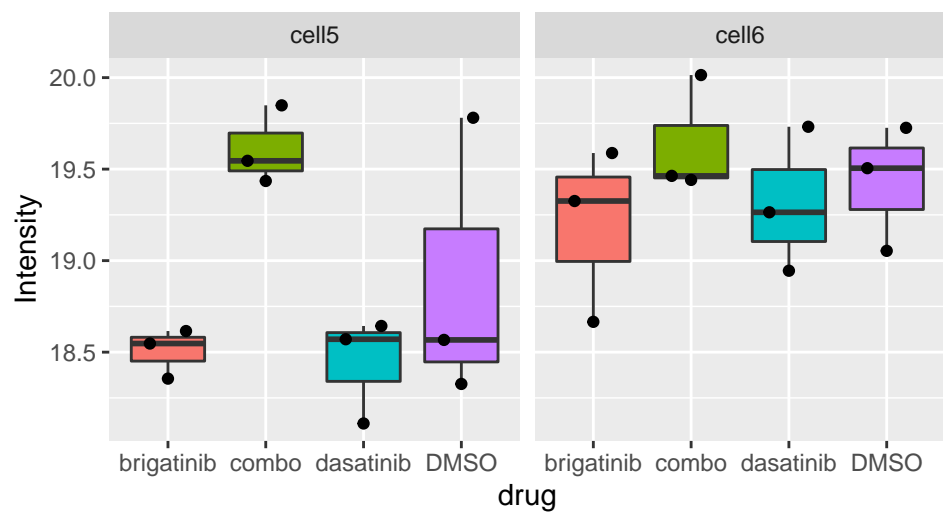 cell5 cell6
20.0
19.5
19.0
18.5
Intensity
brigatinib combo dasatinib DMSO brigatinib combo dasatinib DMSO
drug